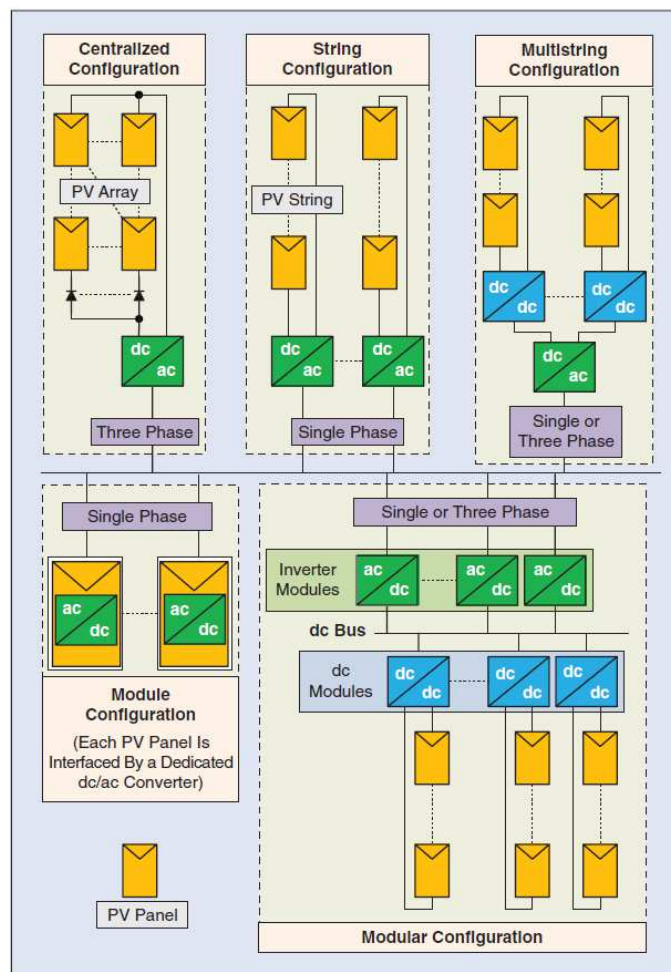 Centralized
Configuration
PV Array
dc
ac
Three Phase
String
Configuration
PV String
dc
ac
dc
ac
Single Phase
Multistring
Configuration
dc
dc
dc
dc
dc
ac
Single or
Three Phase
Single Phase
ac
dc
ac
dc
Module
Configuration
(Each PV Panel Is
Interfaced By a Dedicated
dc/ac Converter)
PV Panel
Single or Three Phase
Inverter
Modules
ac
dc
ac
dc
ac
dc
dc Bus
dc
Modules
dc
dc
dc
dc
dc
dc
Modular Configuration